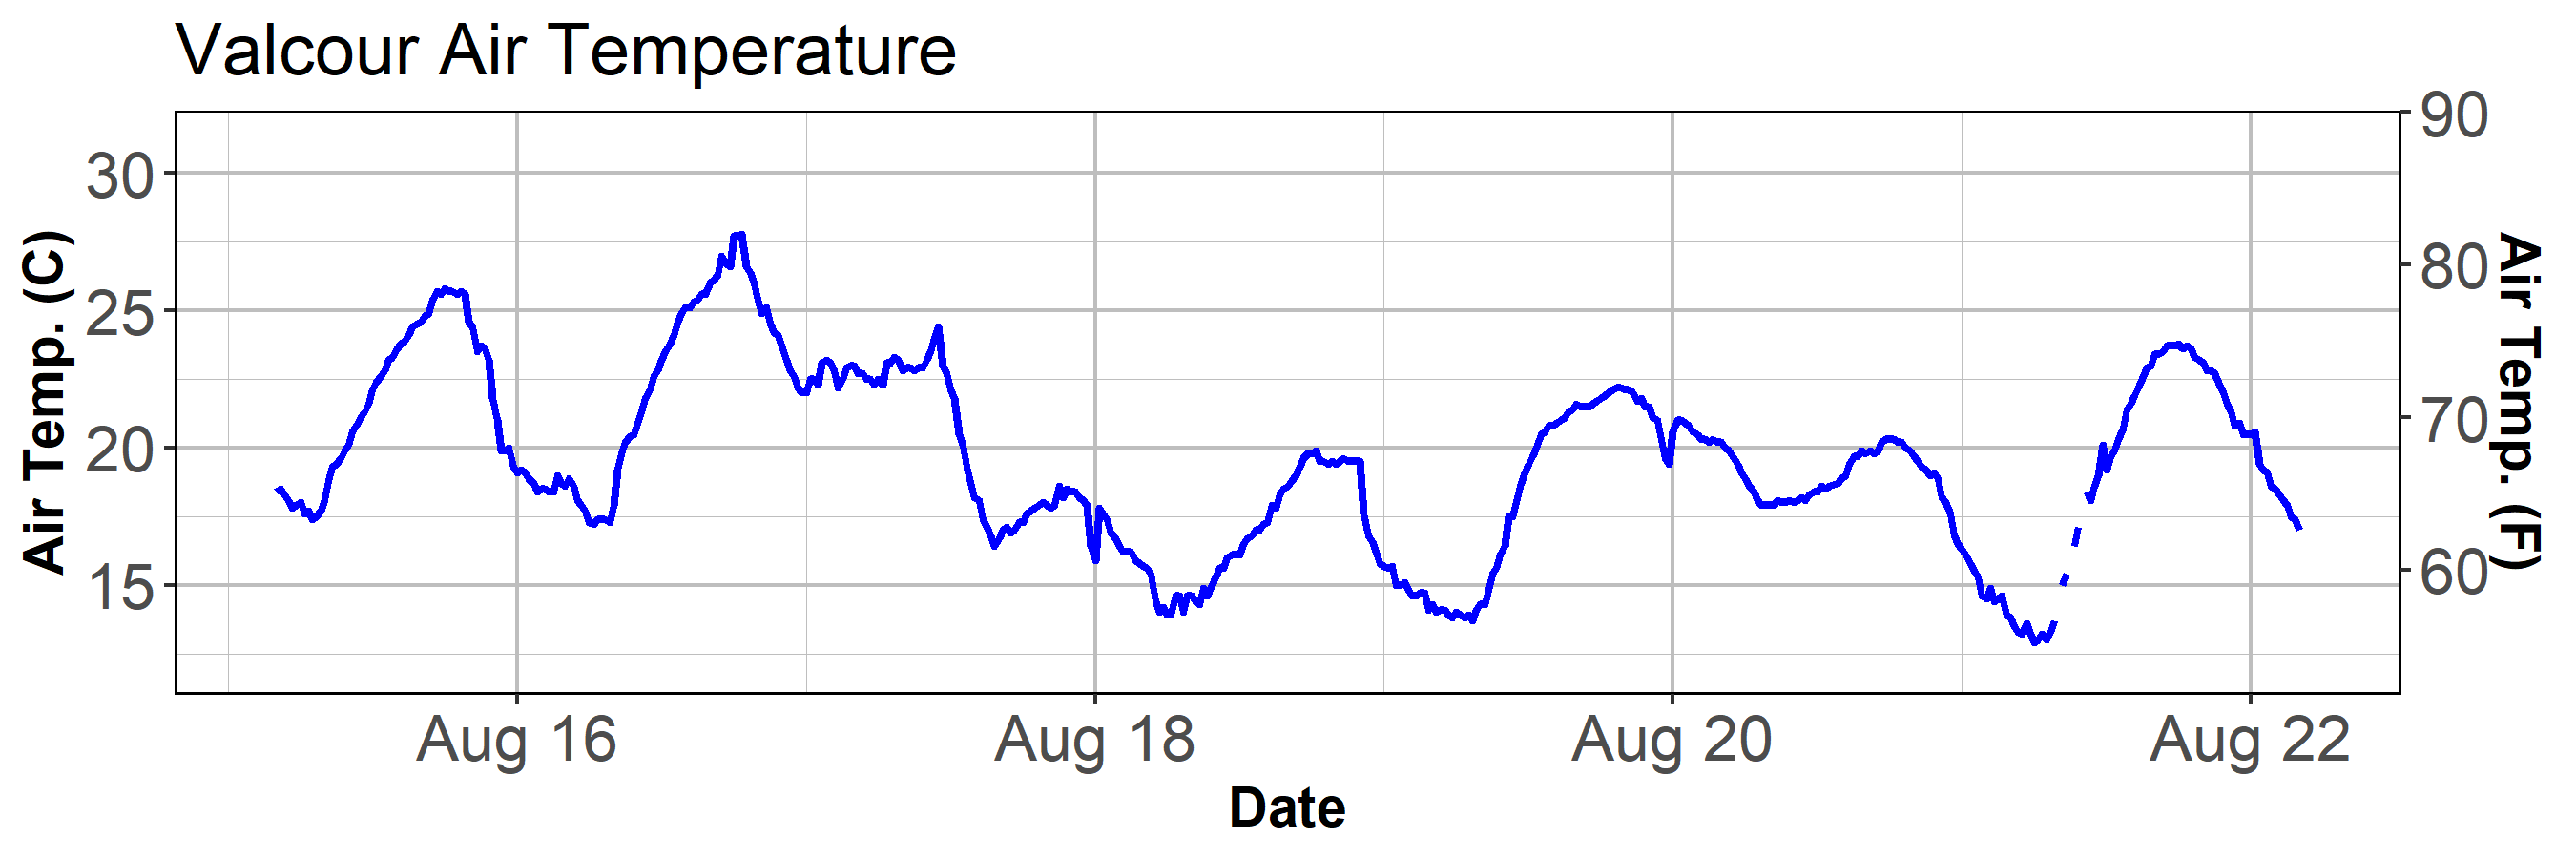 Valcour Air Temperature
Air Temp. (C)
30
25
20
15
90
80
70
60
Air Temp. (F)
Aug 16
Aug 18
Aug 20
Aug 22
Date